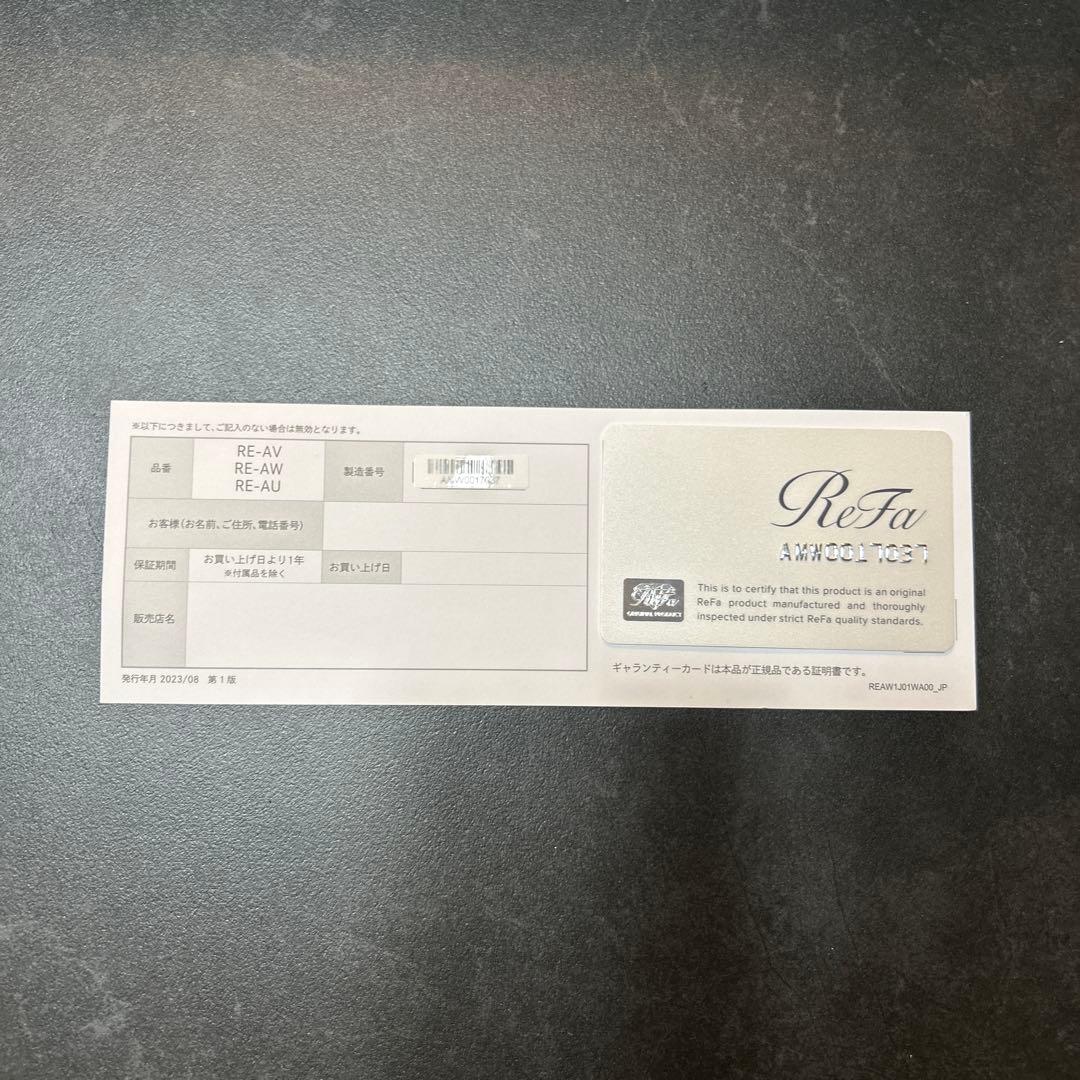 ※以下につきまして、ご記入のない場合は無効となります。
品番
RE-AV
RE-AW
RE-AU
製造番号
AMW0017037
お客様(お名前、ご住所、電話番号)
保証期間
お買い上げ日より1年
※付属品を除く
お買い上げ日
販売店名
発行年月 2023/08 第1版
ReFa
AMW0017037
ReFa
ORIGINAL PRODUCT
This is to certify that this product is an original
ReFa product manufactured and thoroughly
inspected under strict ReFa quality standards.
ギャランティーカードは本品が正規品である証明書です。
REAW1J01WA00_JP